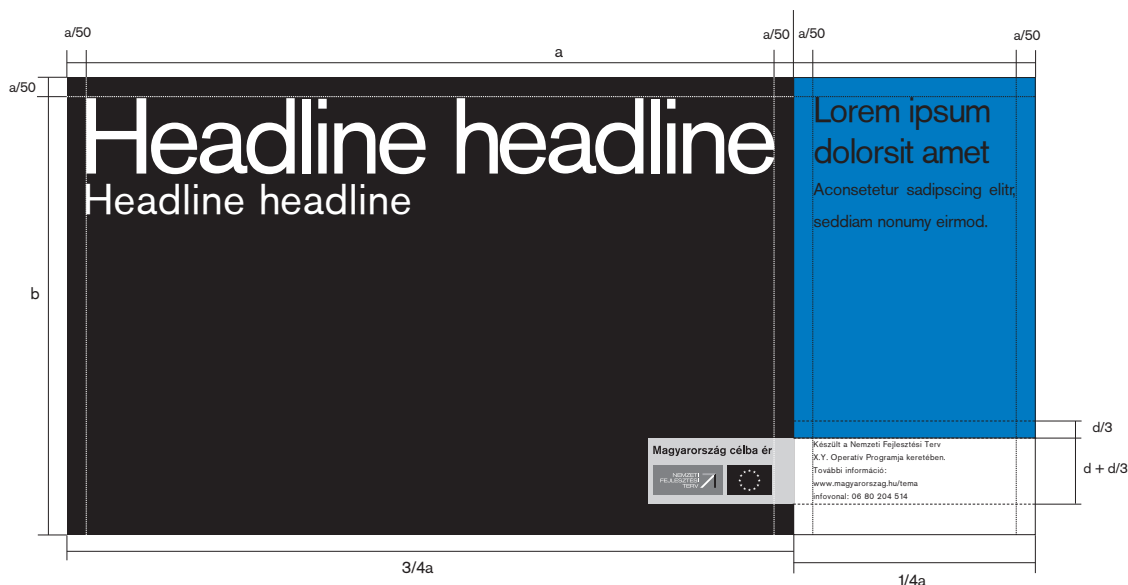 a/50
a
a/50
a/50
a/50
a/50
Headline headline
Headline headline
Lorem ipsum
dolorsit amet
Aconsetetur sadipscing elitr,
seddiam nonumy eirmod.
b
d/3
d + d/3
Magyarország célba ér
NEMZETI
FEJLESZTÉSI
TERV
Készült a Nemzeti Fejlesztési Terv
X.Y. Operatív Programja keretében.
További információ:
www.magyarorszag.hu/tema
infovonal: 06 80 204 514
3/4a
1/4a